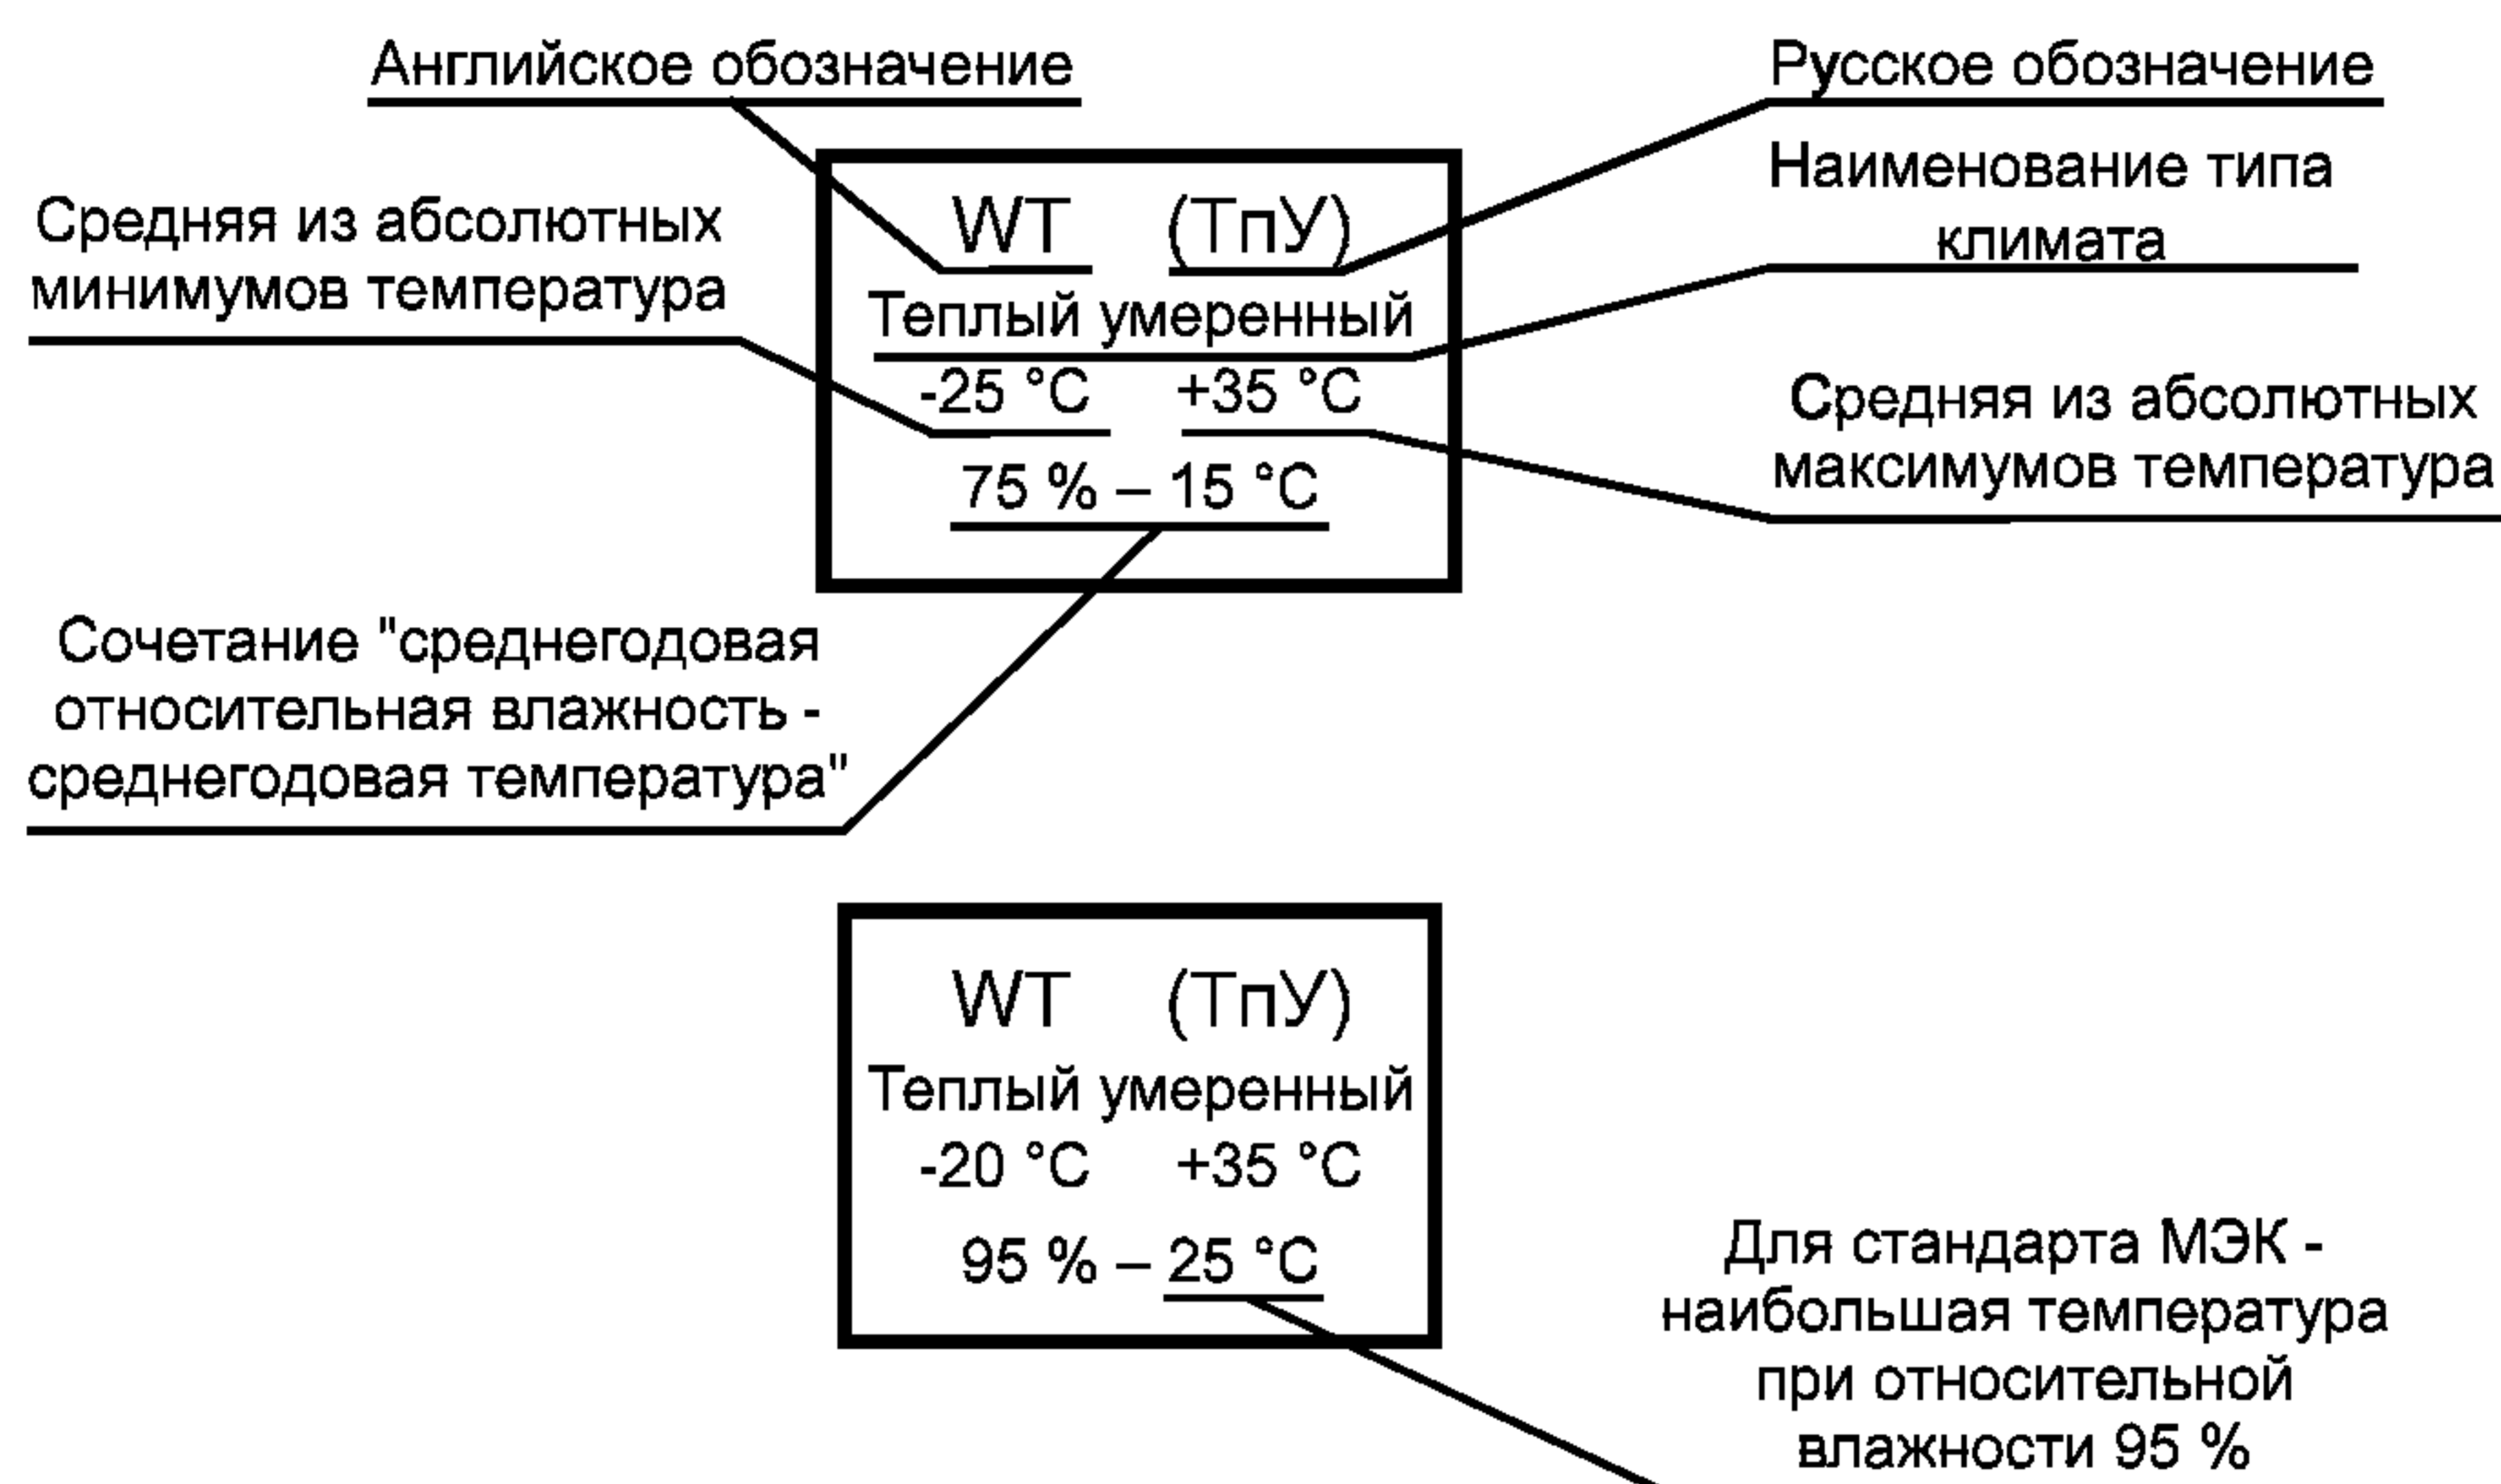 Английское обозначение
Русское обозначение
Наименование типа
климата
Средняя из абсолютных
минимумов температура
WT (ТпУ)
Теплый умеренный
-25 °C +35 °C
75 % – 15 °C
Средняя из абсолютных
максимумов температура
Сочетание "среднегодовая
относительная влажность -
среднегодовая температура"
WT (ТпУ)
Теплый умеренный
-20 °C +35 °C
95 % – 25 °C
Для стандарта МЭК -
наибольшая температура
при относительной
влажности 95 %